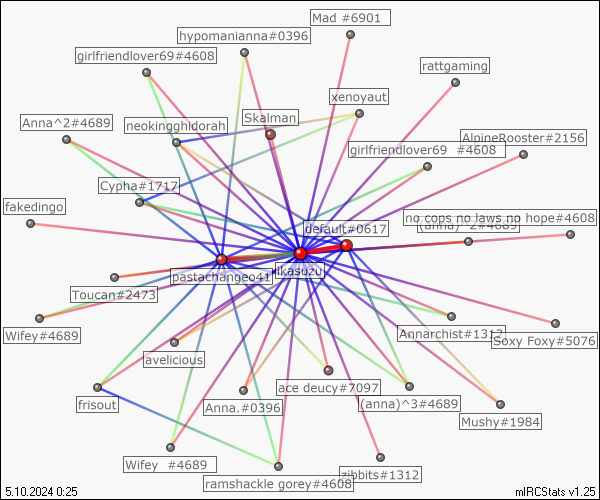 Mad #6901
hypomanianna#0396
girlfriendlover69#4608
rattgaming
xenoyaut
Skalman
Anna^2#4689
neokingghidorah
AlpineRooster#2156
girlfriendlover69 #4608
Cypha#1717
fakedingo
no cops no laws no hope#4608
(anna)^2#4689
default#0617
pastachangeo41
ikasuzu
Toucan#2473
Wifey#4689
Annarchist#1312
Soxy Foxy#5076
avelicious
ace deucy#7097
frisout
Anna.#0396
(anna)^3#4689
Mushy#1984
Wifey #4689
zibbits#1312
ramshackle gorey#4608
5.10.2024 0:25
mIRCStats v1.25